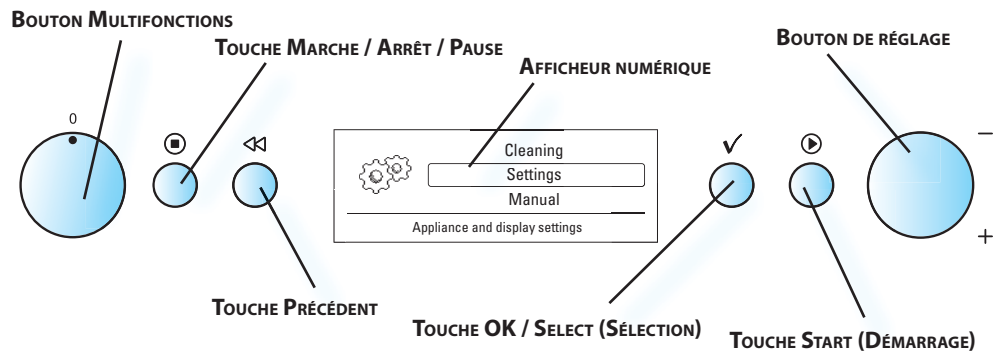 BOUTON MULTIFONCTIONS
TOUCHE MARCHE / ARRÊT / PAUSE
AFFICHEUR NUMÉRIQUE
BOUTON DE RÉGLAGE
0
Cleaning
Settings
Manual
Appliance and display settings
−
+
TOUCHE PRÉCÉDENT
TOUCHE OK / SELECT (SÉLECTION)
TOUCHE START (DÉMARRAGE)